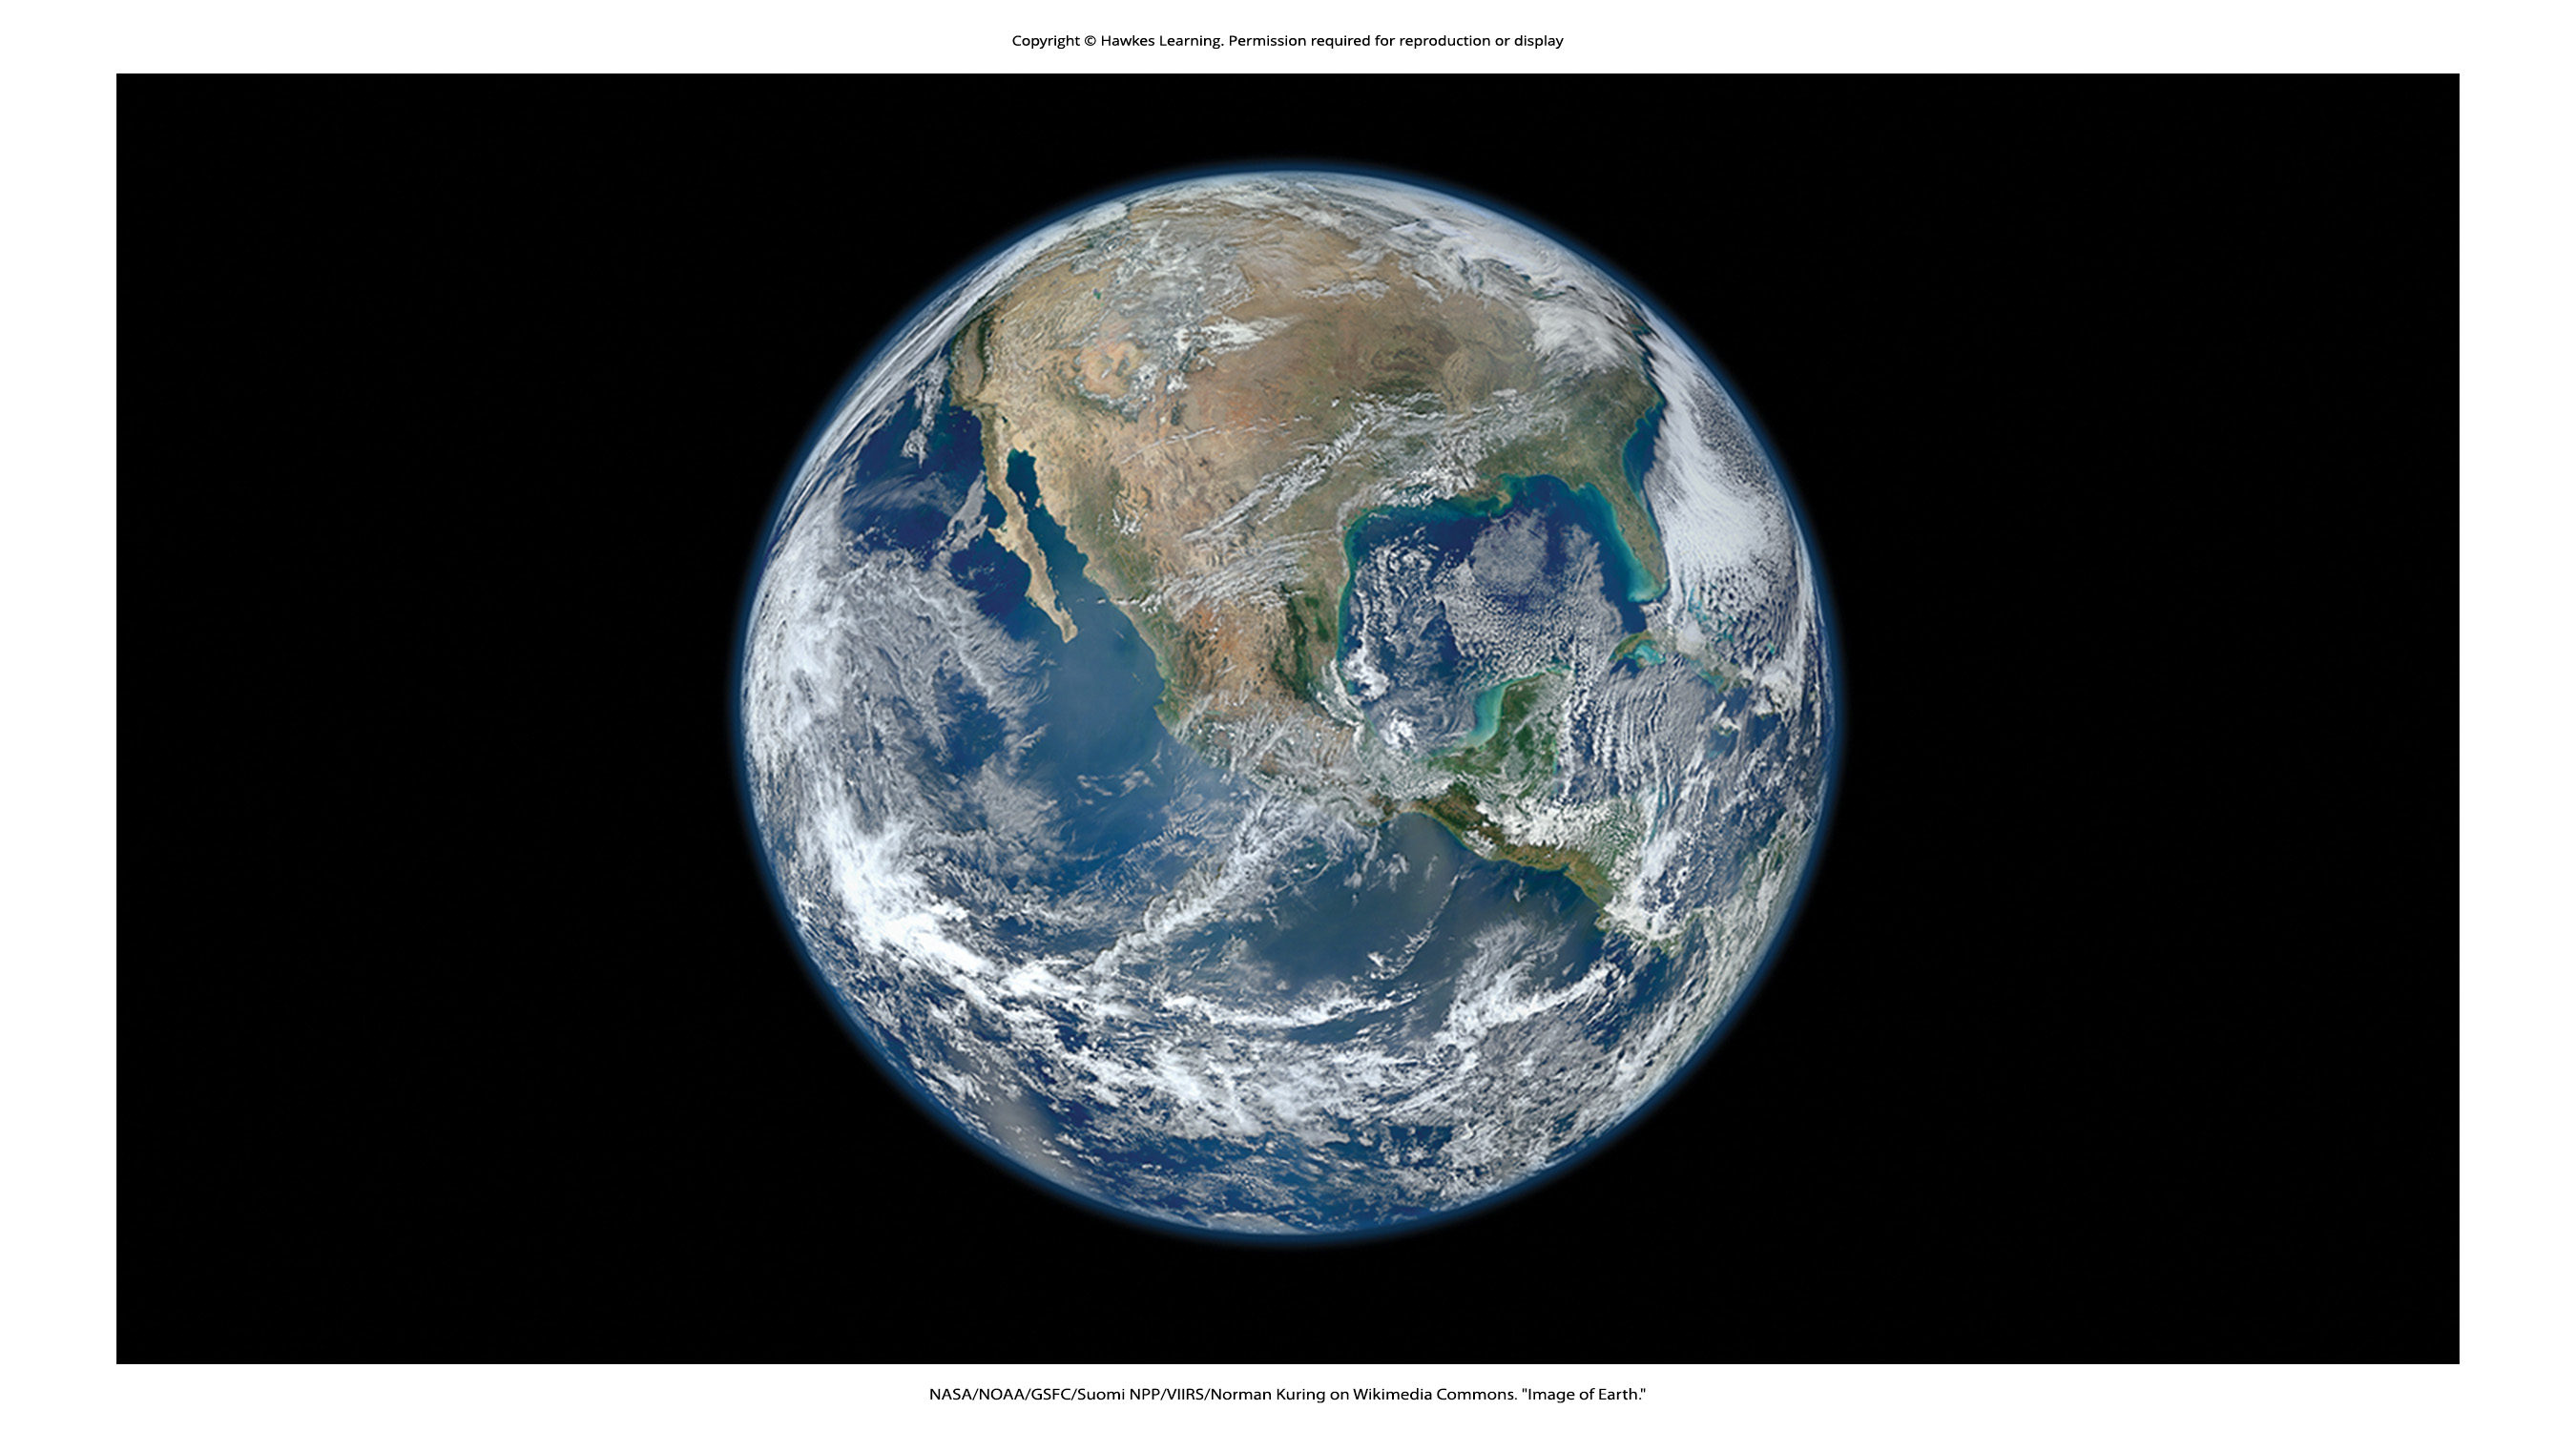 Copyright © Hawkes Learning. Permission required for reproduction or display
NASA/NOAA/GSFC/Suomi NPP/VIIRS/Norman Kuring on Wikimedia Commons. "Image of Earth."